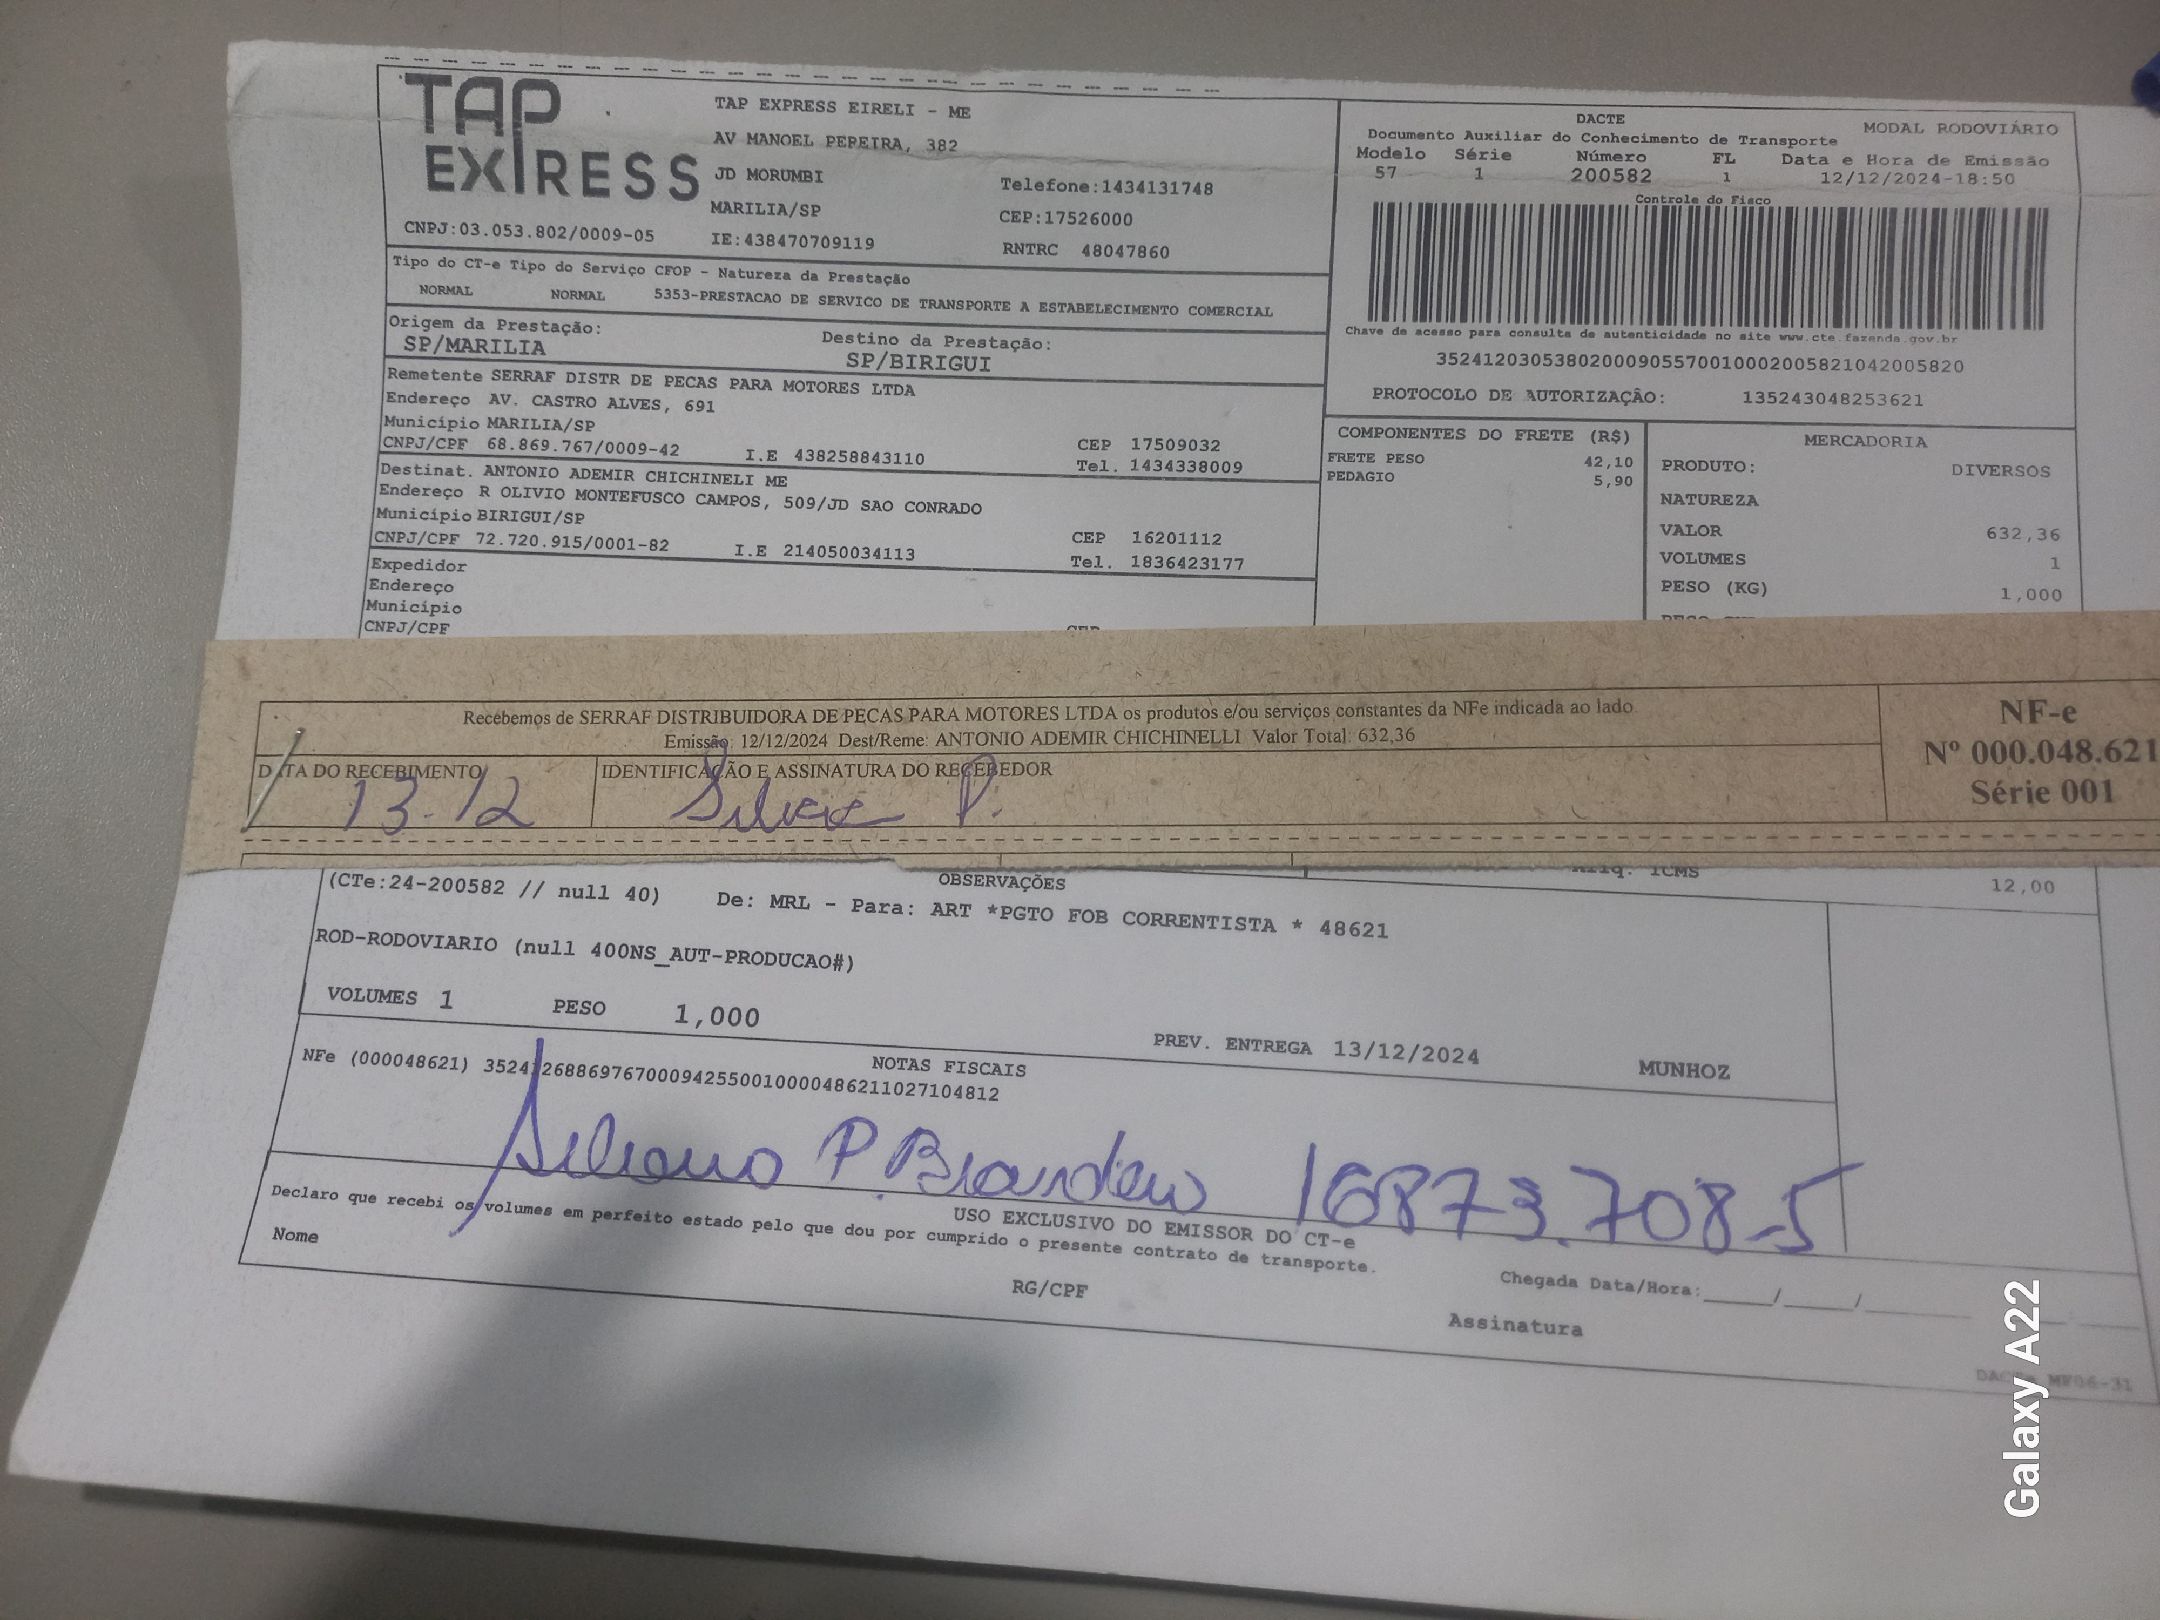 TAP EXPRESS
TAP EXPRESS EIRELI - ME
AV MANOEL PEPEIRA, 382
JD MORUMBI
Telefone:1434131748
MARILIA/SP
CEP:17526000
CNPJ:03.053.802/0009-05
IE:438470709119
RNTRC 48047860
DACTE
MODAL RODOVIÁRIO
Documento Auxiliar do Conhecimento de Transporte
Modelo Série Número FL Data e Hora de Emissão
57 1 200582 1 12/12/2024-18:50
Controle do Fisco
Chave de acesso para consulta de autenticidade no site www.cte.fazenda.gov.br
35241203053802000905570010002005821042005820
PROTOCOLO DE AUTORIZAÇÃO: 135243048253621
Tipo do CT-e Tipo do Serviço CFOP - Natureza da Prestação
NORMAL NORMAL 5353-PRESTACAO DE SERVICO DE TRANSPORTE A ESTABELECIMENTO COMERCIAL
Origem da Prestação: Destino da Prestação:
SP/MARILIA SP/BIRIGUI
Remetente SERRAF DISTR DE PECAS PARA MOTORES LTDA
Endereço AV. CASTRO ALVES, 691
Município MARILIA/SP CEP 17509032
CNPJ/CPF 68.869.767/0009-42 I.E 438258843110 Tel. 1434338009
Destinat. ANTONIO ADEMIR CHICHINELI ME
Endereço R OLIVIO MONTEFUSCO CAMPOS, 509/JD SAO CONRADO
Município BIRIGUI/SP CEP 16201112
CNPJ/CPF 72.720.915/0001-82 I.E 214050034113 Tel. 1836423177
Expedidor
Endereço
Município
CNPJ/CPF
COMPONENTES DO FRETE (R$)
FRETE PESO 42,10
PEDAGIO 5,90
MERCADORIA
PRODUTO: DIVERSOS
NATUREZA
VALOR 632,36
VOLUMES 1
PESO (KG) 1,000
Recebemos de SERRAF DISTRIBUIDORA DE PECAS PARA MOTORES LTDA os produtos e/ou serviços constantes da NFe indicada ao lado.
Emissão: 12/12/2024 Dest/Reme: ANTONIO ADEMIR CHICHINELLI Valor Total: 632,36
DATA DO RECEBIMENTO IDENTIFICAÇÃO E ASSINATURA DO RECEBEDOR
13.12
NF-e
Nº 000.048.621
Série 001
ICMS
12,00
OBSERVAÇÕES
(CTe:24-200582 // null 40) De: MRL - Para: ART *PGTO FOB CORRENTISTA * 48621
ROD-RODOVIARIO (null 400NS_AUT-PRODUCAO#)
VOLUMES 1 PESO 1,000
PREV. ENTREGA 13/12/2024 MUNHOZ
NOTAS FISCAIS
NFe (000048621) 35241268869767000942550010000486211027104812
16873.708-5
USO EXCLUSIVO DO EMISSOR DO CT-e
Declaro que recebi os volumes em perfeito estado pelo que dou por cumprido o presente contrato de transporte.
Nome
RG/CPF
Chegada Data/Hora:_____/_____/
Assinatura
Galaxy A22